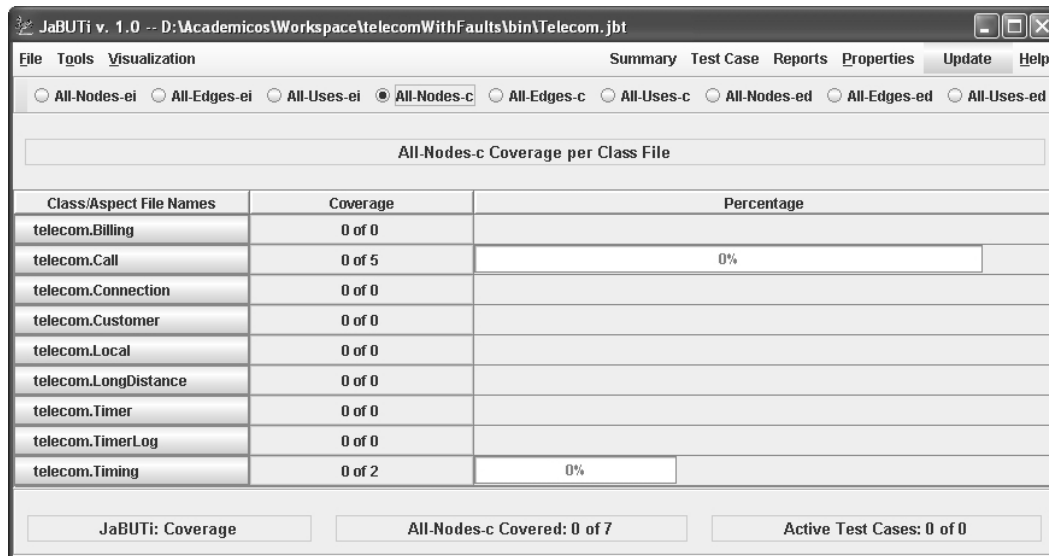 JaBUTi v. 1.0 -- D:\Academicos\Workspace\telecomWithFaults\bin\Telecom.jbt
File Tools Visualization Summary Test Case Reports Properties Update Help
All-Nodes-ei All-Edges-ei All-Uses-ei All-Nodes-c All-Edges-c All-Uses-c All-Nodes-ed All-Edges-ed All-Uses-ed
All-Nodes-c Coverage per Class File
Class/Aspect File Names Coverage Percentage
telecom.Billing 0 of 0
telecom.Call 0 of 5 0%
telecom.Connection 0 of 0
telecom.Customer 0 of 0
telecom.Local 0 of 0
telecom.LongDistance 0 of 0
telecom.Timer 0 of 0
telecom.TimerLog 0 of 0
telecom.Timing 0 of 2 0%
JaBUTi: Coverage All-Nodes-c Covered: 0 of 7 Active Test Cases: 0 of 0